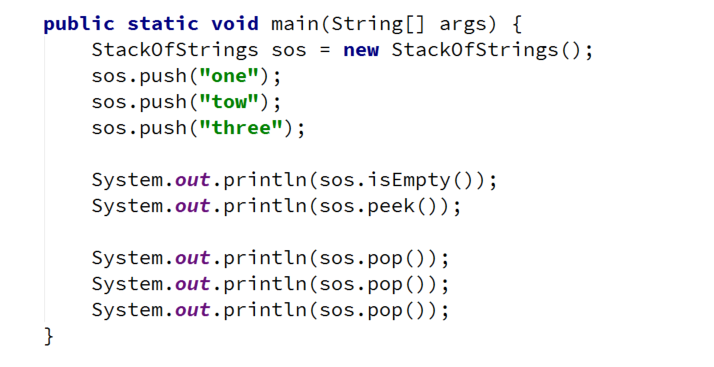 public static void main(String[] args) {
    StackOfStrings sos = new StackOfStrings();
    sos.push("one");
    sos.push("tow");
    sos.push("three");

    System.out.println(sos.isEmpty());
    System.out.println(sos.peek());

    System.out.println(sos.pop());
    System.out.println(sos.pop());
    System.out.println(sos.pop());
}